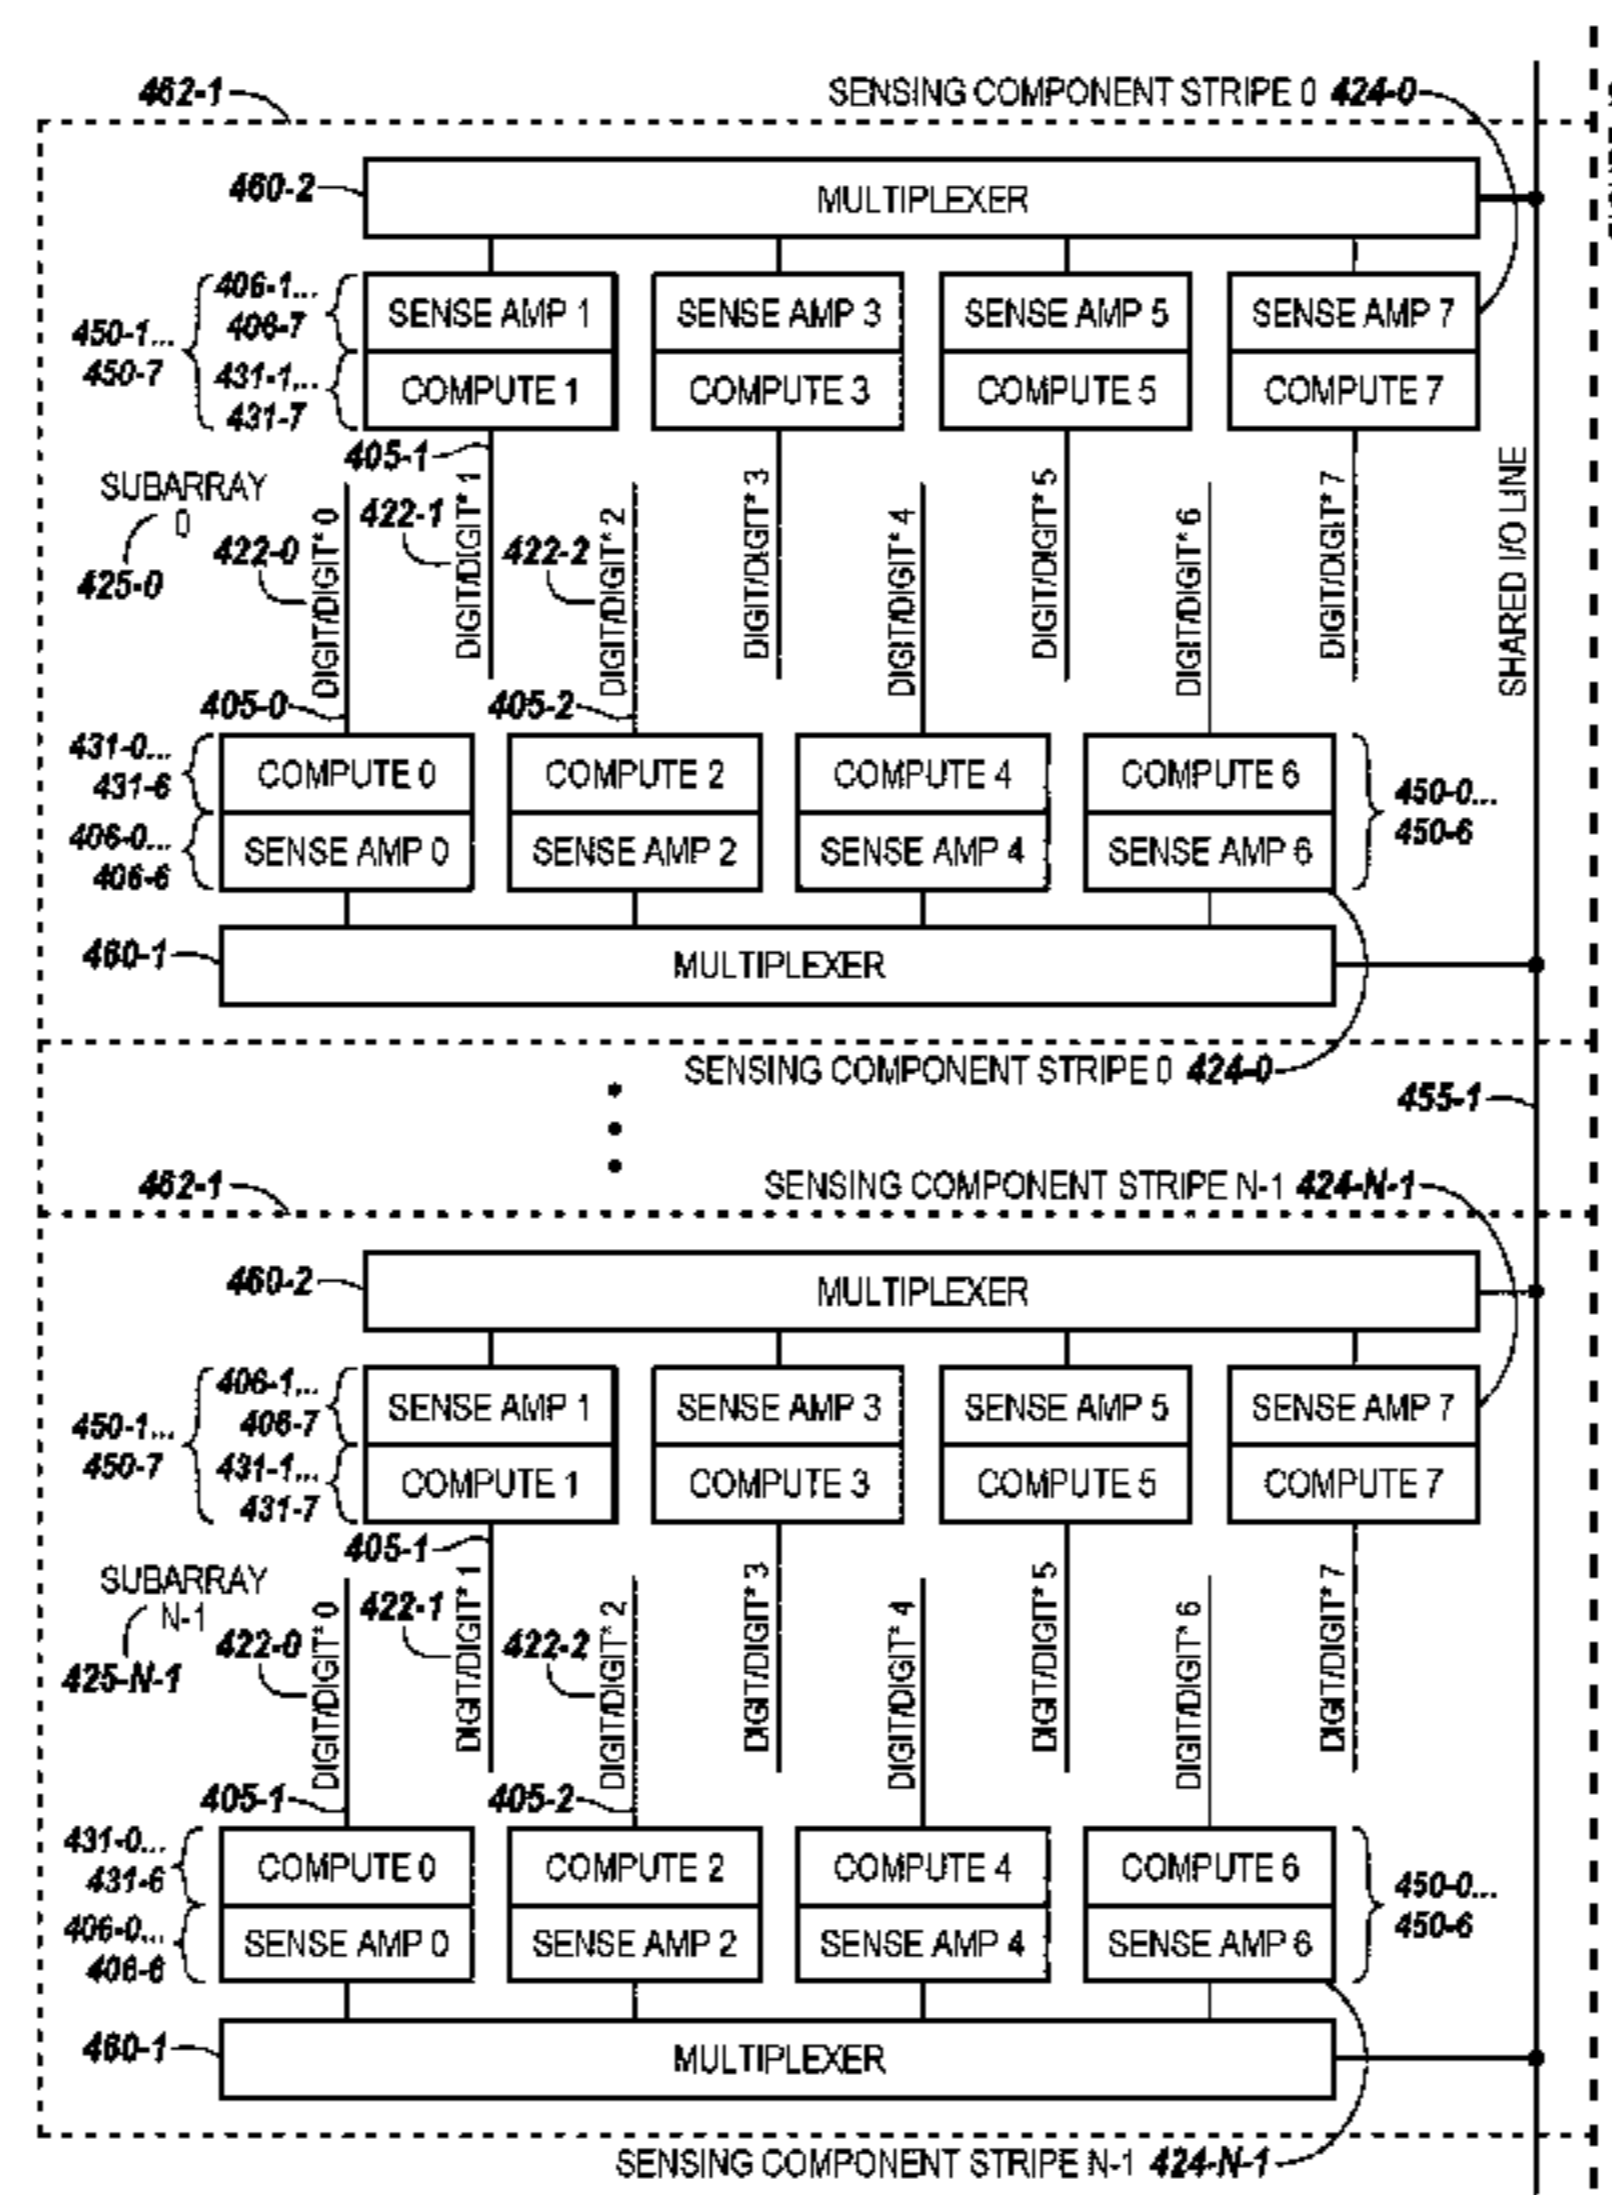 462-1
SENSING COMPONENT STRIPE 0 424-0
460-2
MULTIPLEXER
450-1...
450-7
406-1...
406-7
431-1...
431-7
SENSE AMP 1
COMPUTE 1
SENSE AMP 3
COMPUTE 3
SENSE AMP 5
COMPUTE 5
SENSE AMP 7
COMPUTE 7
405-1
SUBARRAY
0
425-0
422-0
DIGIT/DIGIT* 0
422-1
DIGIT/DIGIT* 1
422-2
DIGIT/DIGIT* 2
DIGIT/DIGIT* 3
DIGIT/DIGIT* 4
DIGIT/DIGIT* 5
DIGIT/DIGIT* 6
DIGIT/DIGIT* 7
SHARED I/O LINE
405-0
405-2
431-0...
431-6
406-0...
406-6
COMPUTE 0
SENSE AMP 0
COMPUTE 2
SENSE AMP 2
COMPUTE 4
SENSE AMP 4
COMPUTE 6
SENSE AMP 6
450-0...
450-6
460-1
MULTIPLEXER
SENSING COMPONENT STRIPE 0 424-0
455-1
462-1
SENSING COMPONENT STRIPE N-1 424-N-1
460-2
MULTIPLEXER
450-1...
450-7
406-1...
406-7
431-1...
431-7
SENSE AMP 1
COMPUTE 1
SENSE AMP 3
COMPUTE 3
SENSE AMP 5
COMPUTE 5
SENSE AMP 7
COMPUTE 7
405-1
SUBARRAY
N-1
425-N-1
422-0
DIGIT/DIGIT* 0
422-1
DIGIT/DIGIT* 1
422-2
DIGIT/DIGIT* 2
DIGIT/DIGIT* 3
DIGIT/DIGIT* 4
DIGIT/DIGIT* 5
DIGIT/DIGIT* 6
DIGIT/DIGIT* 7
405-1
405-2
431-0...
431-6
406-0...
406-6
COMPUTE 0
SENSE AMP 0
COMPUTE 2
SENSE AMP 2
COMPUTE 4
SENSE AMP 4
COMPUTE 6
SENSE AMP 6
450-0...
450-6
460-1
MULTIPLEXER
SENSING COMPONENT STRIPE N-1 424-N-1